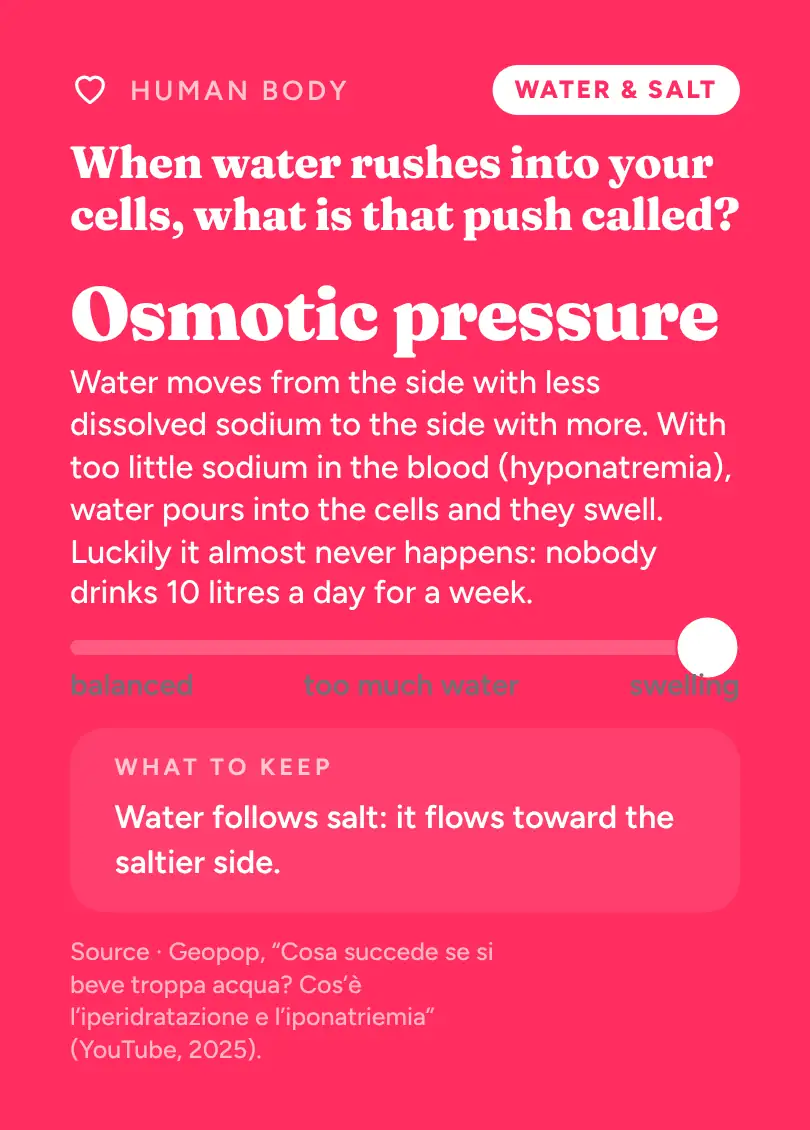 HUMAN BODY
WATER & SALT
When water rushes into your
cells, what is that push called?
Osmotic pressure
Water moves from the side with less
dissolved sodium to the side with more. With
too little sodium in the blood (hyponatremia),
water pours into the cells and they swell.
Luckily it almost never happens: nobody
drinks 10 litres a day for a week.
balanced too much water swelling
WHAT TO KEEP
Water follows salt: it flows toward the
saltier side.
Source · Geopop, “Cosa succede se si
beve troppa acqua? Cos’è
l’iperidratazione e l’iponatriemia”
(YouTube, 2025).